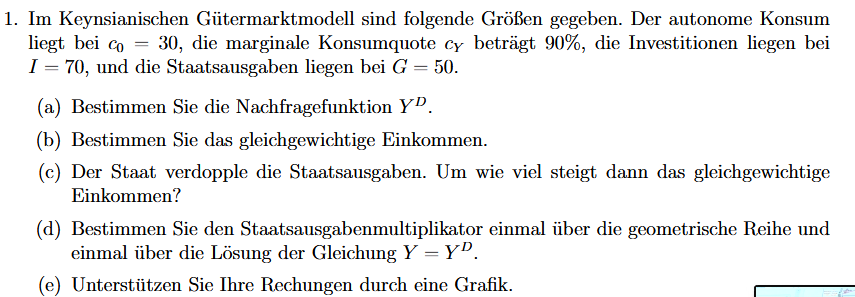 1. Im Keynsianischen Gütermarktmodell sind folgende Größen gegeben. Der autonome Konsum
liegt bei c₀ = 30, die marginale Konsumquote c_Y beträgt 90%, die Investitionen liegen bei
I = 70, und die Staatsausgaben liegen bei G = 50.
(a) Bestimmen Sie die Nachfragefunktion Y^D.
(b) Bestimmen Sie das gleichgewichtige Einkommen.
(c) Der Staat verdopple die Staatsausgaben. Um wie viel steigt dann das gleichgewichtige
Einkommen?
(d) Bestimmen Sie den Staatsausgabenmultiplikator einmal über die geometrische Reihe und
einmal über die Lösung der Gleichung Y = Y^D.
(e) Unterstützen Sie Ihre Rechungen durch eine Grafik.